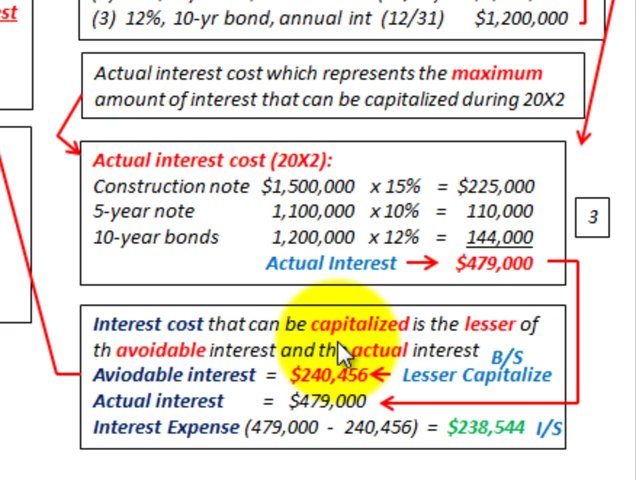 st
(3) 12%, 10-yr bond, annual int (12/31) $1,200,000
Actual interest cost which represents the maximum
amount of interest that can be capitalized during 20X2
Actual interest cost (20X2):
Construction note $1,500,000 x 15% = $225,000
5-year note 1,100,000 x 10% = 110,000
10-year bonds 1,200,000 x 12% = 144,000
Actual Interest $479,000
3
Interest cost that can be capitalized is the lesser of
th avoidable interest and the actual interest B/S
Aviodable interest = $240,456 Lesser Capitalize
Actual interest = $479,000
Interest Expense (479,000 - 240,456) = $238,544 I/S